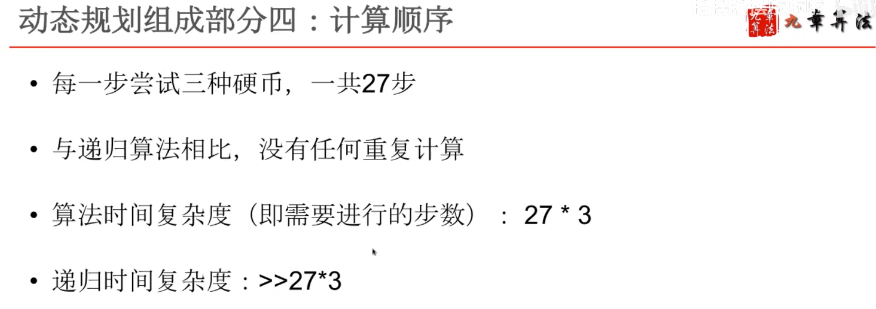 动态规划组成部分四：计算顺序
九章算法
• 每一步尝试三种硬币，一共27步
• 与递归算法相比，没有任何重复计算
• 算法时间复杂度（即需要进行的步数）：27 * 3
• 递归时间复杂度：>>27*3